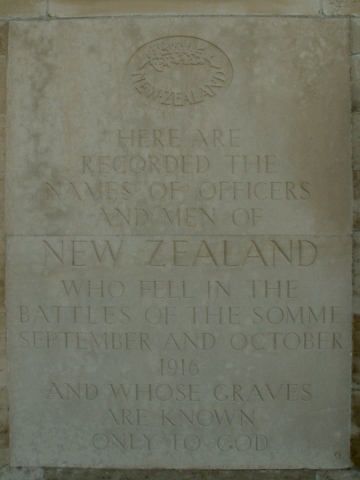 NEW·ZEALAND
HERE ARE
RECORDED THE
NAMES OF OFFICERS
AND MEN OF
NEW ZEALAND
WHO FELL IN THE
BATTLES OF THE SOMME
SEPTEMBER AND OCTOBER
1916
AND WHOSE GRAVES
ARE KNOWN
ONLY TO GOD